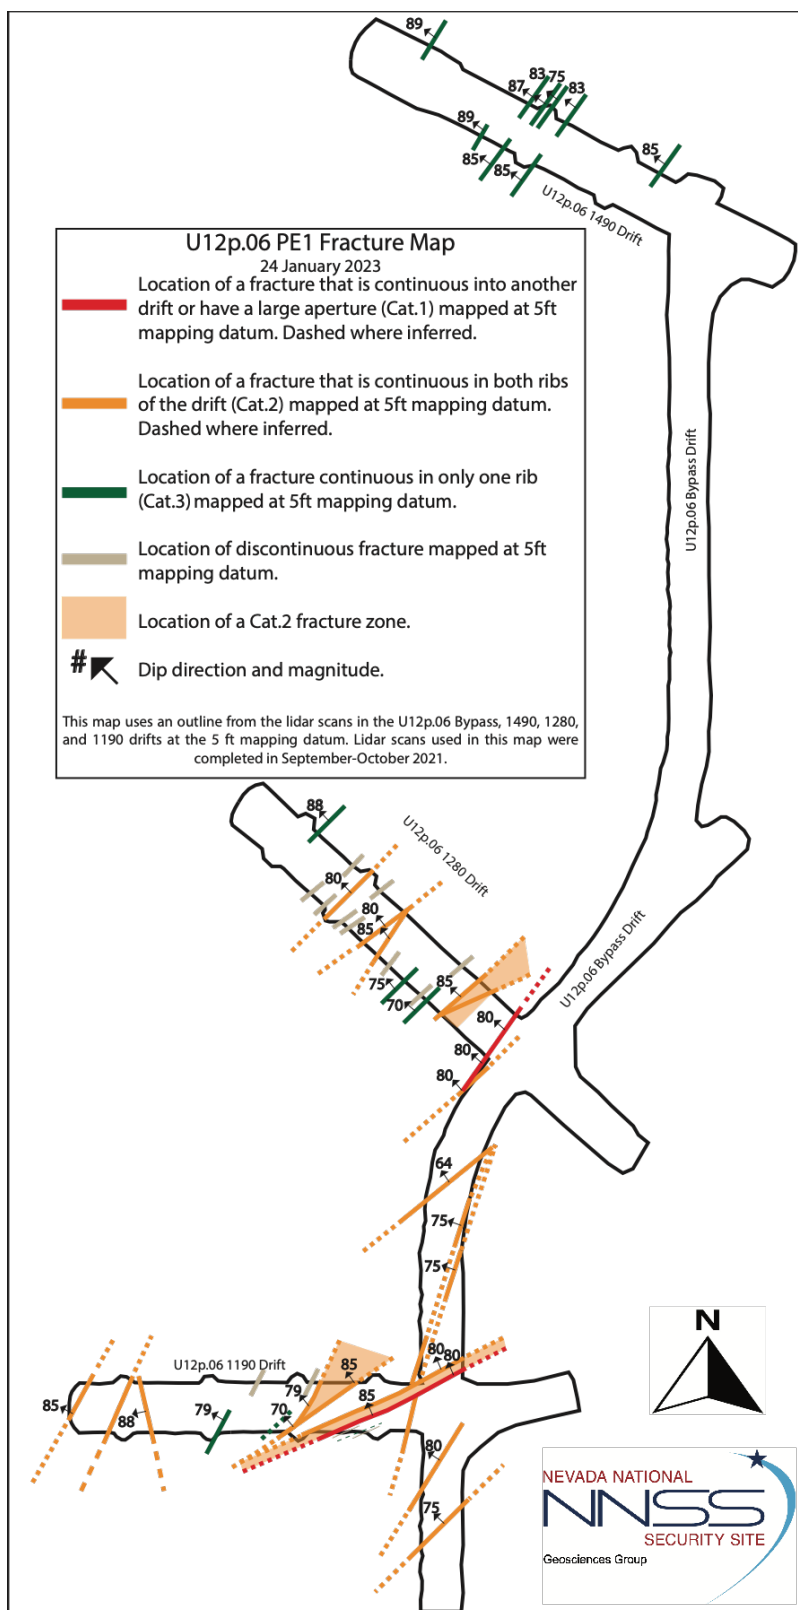 89
83
75
87
83
89
85
85
85
U12p.06 1490 Drift
U12p.06 PE1 Fracture Map
24 January 2023
Location of a fracture that is continuous into another
drift or have a large aperture (Cat.1) mapped at 5ft
mapping datum. Dashed where inferred.
Location of a fracture that is continuous in both ribs
of the drift (Cat.2) mapped at 5ft mapping datum.
Dashed where inferred.
Location of a fracture continuous in only one rib
(Cat.3) mapped at 5ft mapping datum.
Location of discontinuous fracture mapped at 5ft
mapping datum.
Location of a Cat.2 fracture zone.
# Dip direction and magnitude.
This map uses an outline from the lidar scans in the U12p.06 Bypass, 1490, 1280,
and 1190 drifts at the 5 ft mapping datum. Lidar scans used in this map were
completed in September-October 2021.
U12p.06 Bypass Drift
88
U12p.06 1280 Drift
80
80
85
75
85
70
80
U12p.06 Bypass Drift
80
80
64
75
75
N
U12p.06 1190 Drift
80
80
85
79
85
85
79
70
88
80
75
NEVADA NATIONAL
NNSS
SECURITY SITE
Geosciences Group